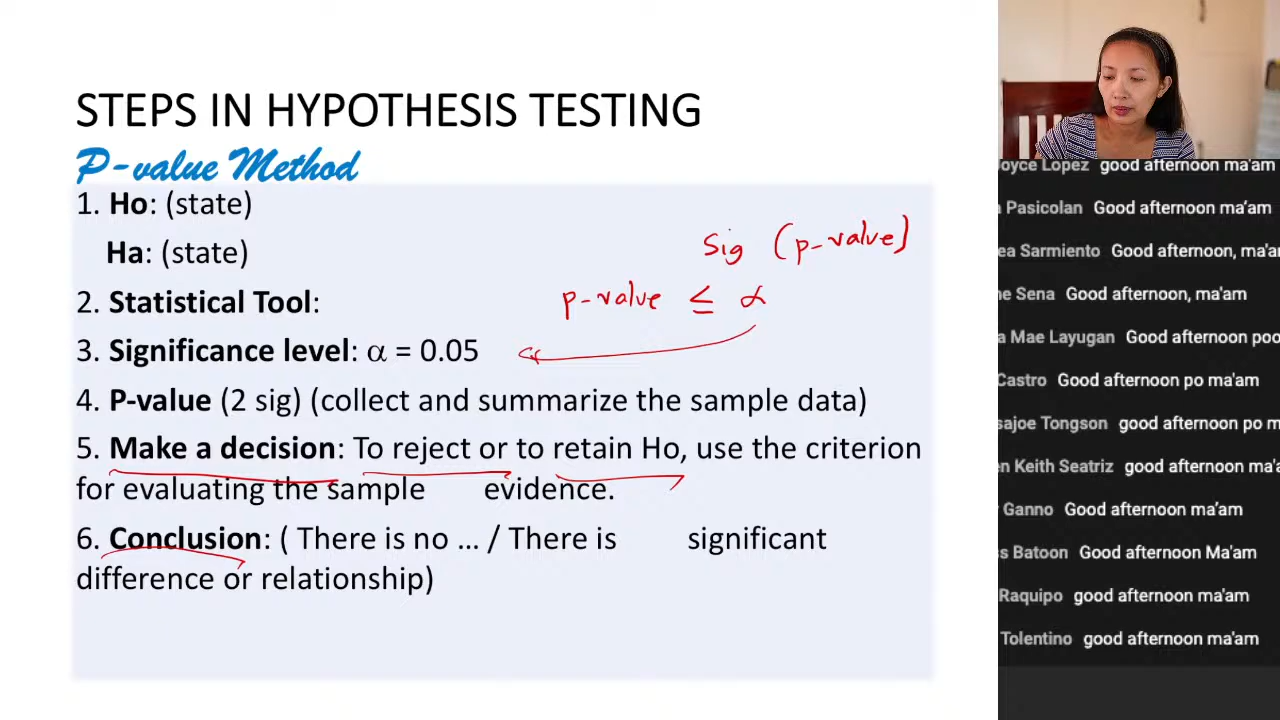 STEPS IN HYPOTHESIS TESTING
P-value Method
1. Ho: (state)
Ha: (state)
Sig (p-value)
2. Statistical Tool:
p-value ≤ α
3. Significance level: α = 0.05
4. P-value (2 sig) (collect and summarize the sample data)
5. Make a decision: To reject or to retain Ho, use the criterion
for evaluating the sample evidence.
6. Conclusion: ( There is no … / There is significant
difference or relationship)
Lopez good afternoon ma'am
Pasicolan Good afternoon ma’am
Sarmiento Good afternoon, ma'am
Sena Good afternoon, ma'am
Mae Layugan Good afternoon poo
Castro Good afternoon po ma'am
Tongson good afternoon po m
Keith Seatriz good afternoon ma'am
Ganno Good afternoon ma’am
Batoon Good afternoon Ma'am
Raquipo good afternoon ma'am
Tolentino good afternoon ma'am